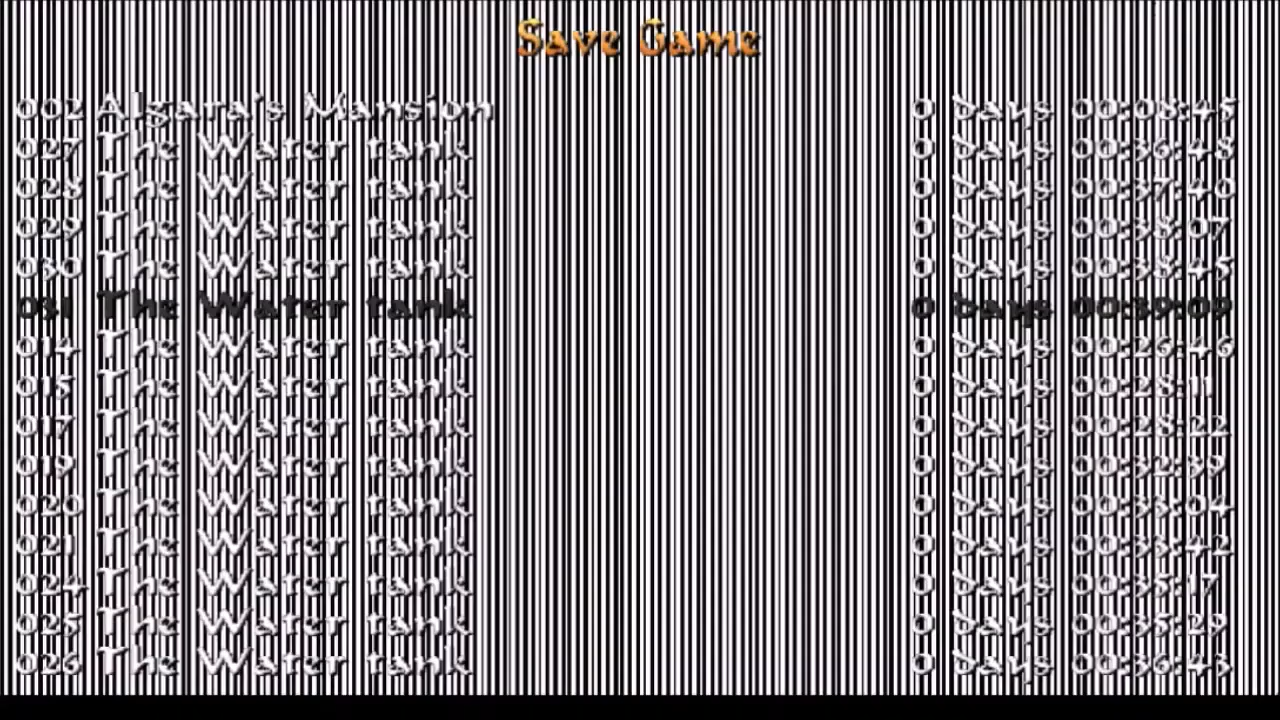 Save Game
002 Algara's Mansion 0 days 00:08:45
027 The Water tank 0 days 00:36:48
028 The Water tank 0 days 00:37:40
029 The Water tank 0 days 00:38:07
030 The Water tank 0 days 00:38:45
031 The Water tank 0 days 00:39:09
014 The Water tank 0 days 00:26:46
015 The Water tank 0 days 00:28:11
017 The Water tank 0 days 00:28:22
019 The Water tank 0 days 00:32:39
020 The Water tank 0 days 00:33:04
021 The Water tank 0 days 00:33:42
024 The Water tank 0 days 00:35:17
025 The Water tank 0 days 00:35:29
026 The Water tank 0 days 00:36:43